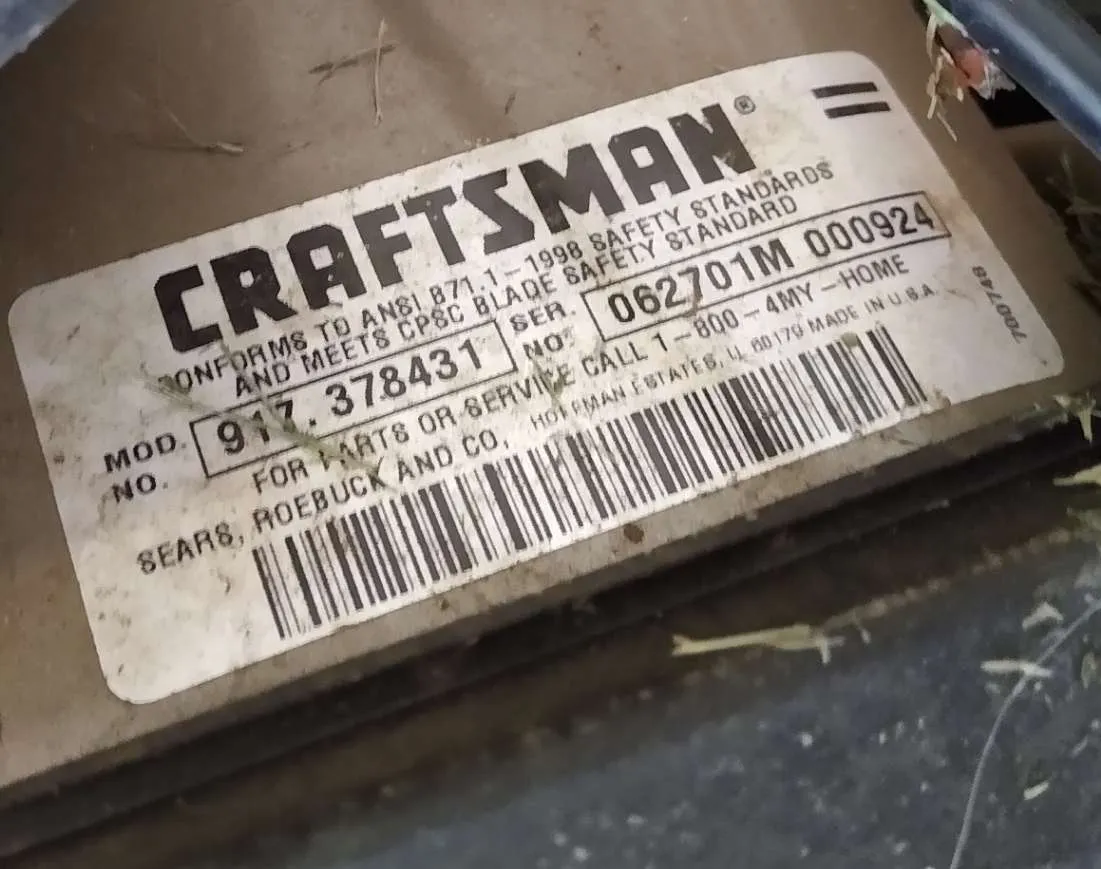 CRAFTSMAN®
CONFORMS TO ANSI B71.1-1998 SAFETY STANDARDS
AND MEETS CPSC BLADE SAFETY STANDARD
MOD. NO. 917.378431 SER. NO. 062701M 000924
FOR PARTS OR SERVICE CALL 1-800-4MY-HOME
SEARS, ROEBUCK AND CO., HOFFMAN ESTATES, IL 60179 MADE IN U.S.A.
700748